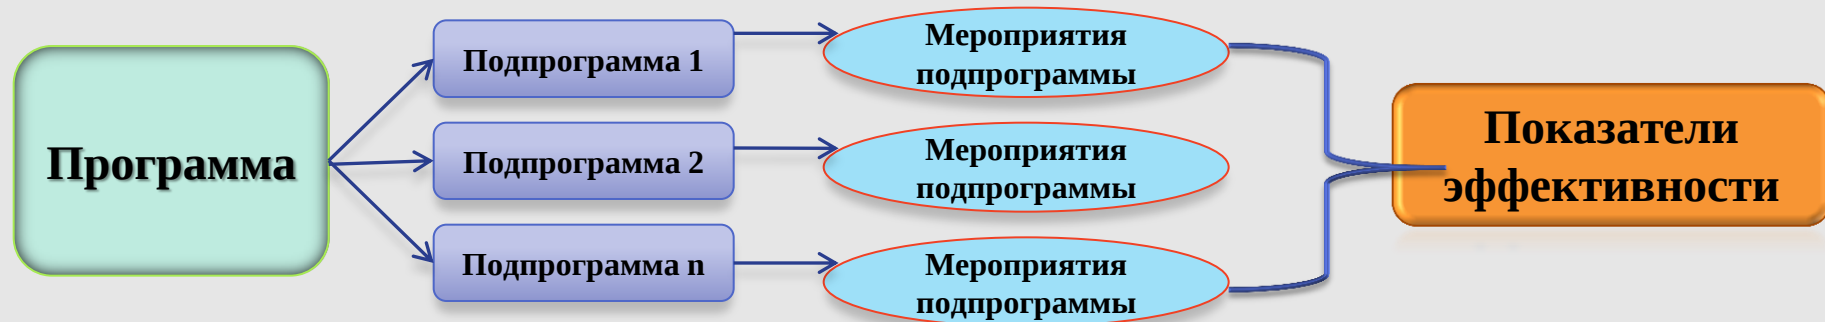 Программа
Подпрограмма 1
Мероприятия
подпрограммы
Подпрограмма 2
Мероприятия
подпрограммы
Подпрограмма n
Мероприятия
подпрограммы
Показатели
эффективности